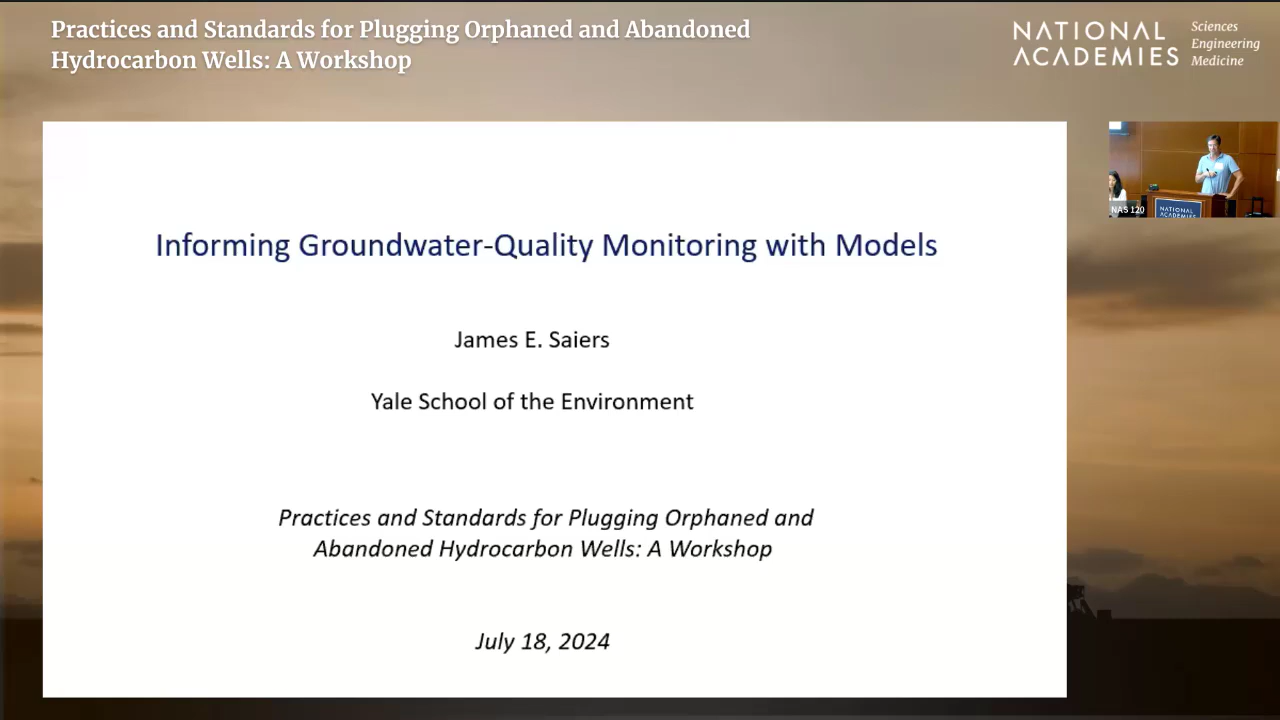 Practices and Standards for Plugging Orphaned and Abandoned
Hydrocarbon Wells: A Workshop
NATIONAL
ACADEMIES
Sciences
Engineering
Medicine
Informing Groundwater-Quality Monitoring with Models
James E. Saiers
Yale School of the Environment
Practices and Standards for Plugging Orphaned and
Abandoned Hydrocarbon Wells: A Workshop
July 18, 2024
NAS 120
NATIONAL
ACADEMIES